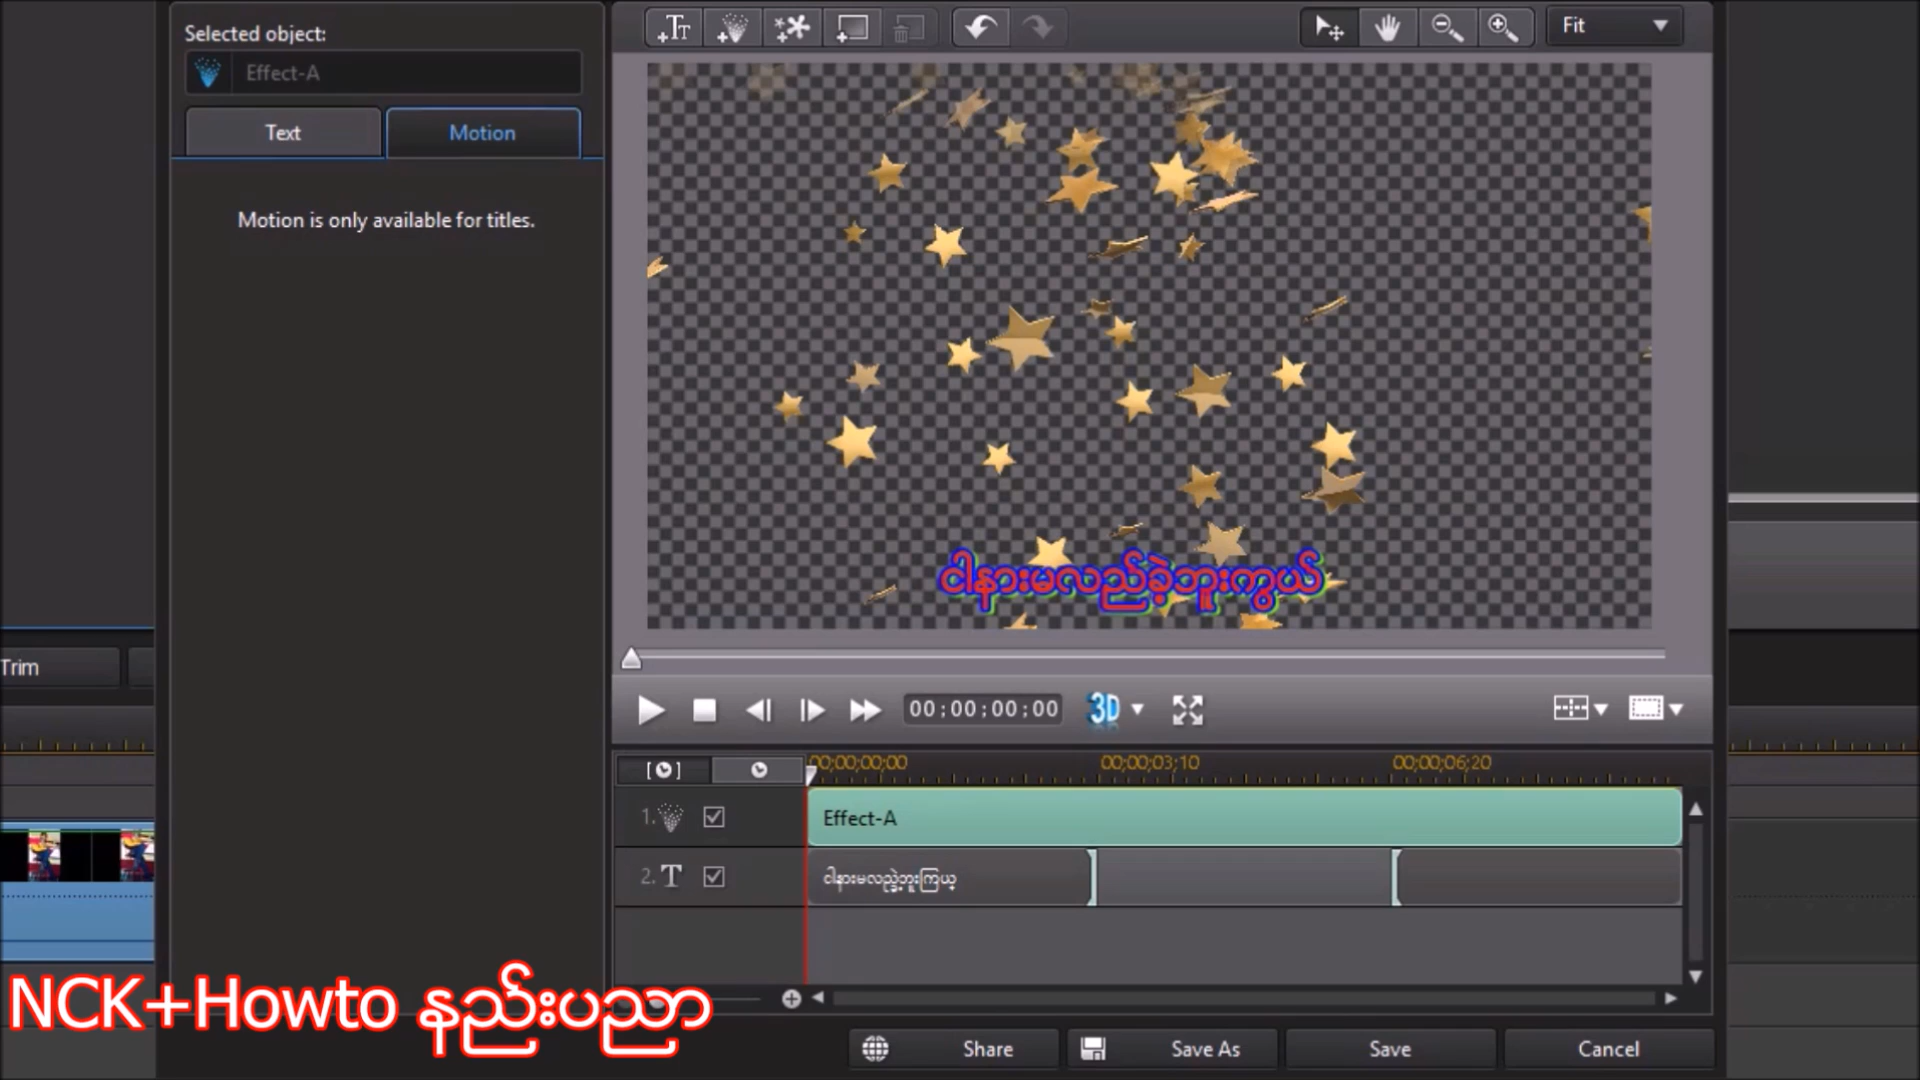 Selected object:
Effect-A
Text
Motion
Motion is only available for titles.
T
Fit
ငါနားမလည်ခဲ့ဘူးကွယ်
Trim
00;00;00;00
3D
00;00;00;00
00;00;03;10
00;00;06;20
1.
Effect-A
2. T
ငါနားမလည္ခဲ့ဘူးကြယ္
NCK+Howto နည်းပညာ
Share
Save As
Save
Cancel